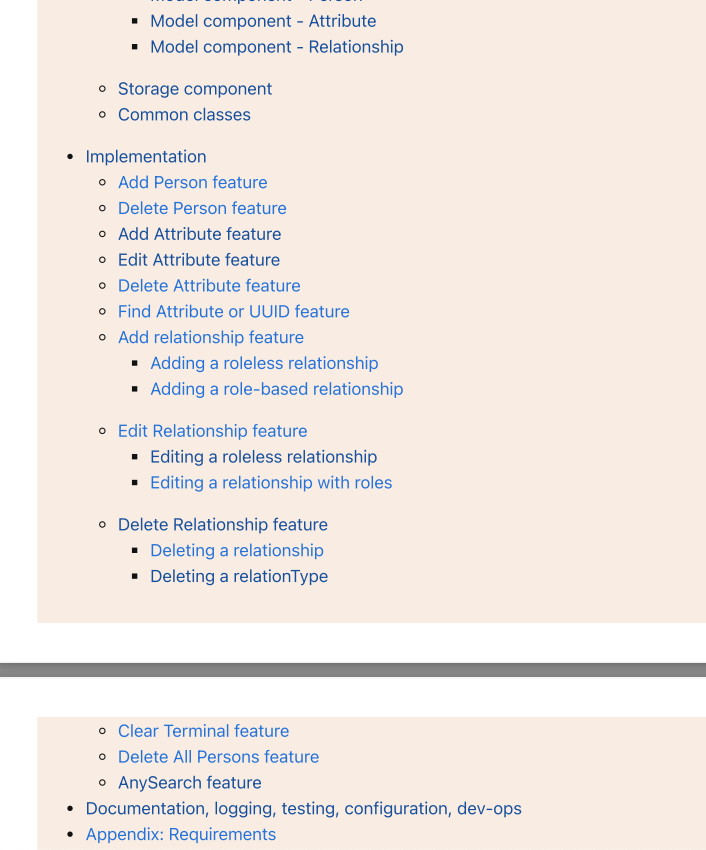 Model component - Person
Model component - Attribute
Model component - Relationship
Storage component
Common classes
Implementation
Add Person feature
Delete Person feature
Add Attribute feature
Edit Attribute feature
Delete Attribute feature
Find Attribute or UUID feature
Add relationship feature
Adding a roleless relationship
Adding a role-based relationship
Edit Relationship feature
Editing a roleless relationship
Editing a relationship with roles
Delete Relationship feature
Deleting a relationship
Deleting a relationType
Clear Terminal feature
Delete All Persons feature
AnySearch feature
Documentation, logging, testing, configuration, dev-ops
Appendix: Requirements